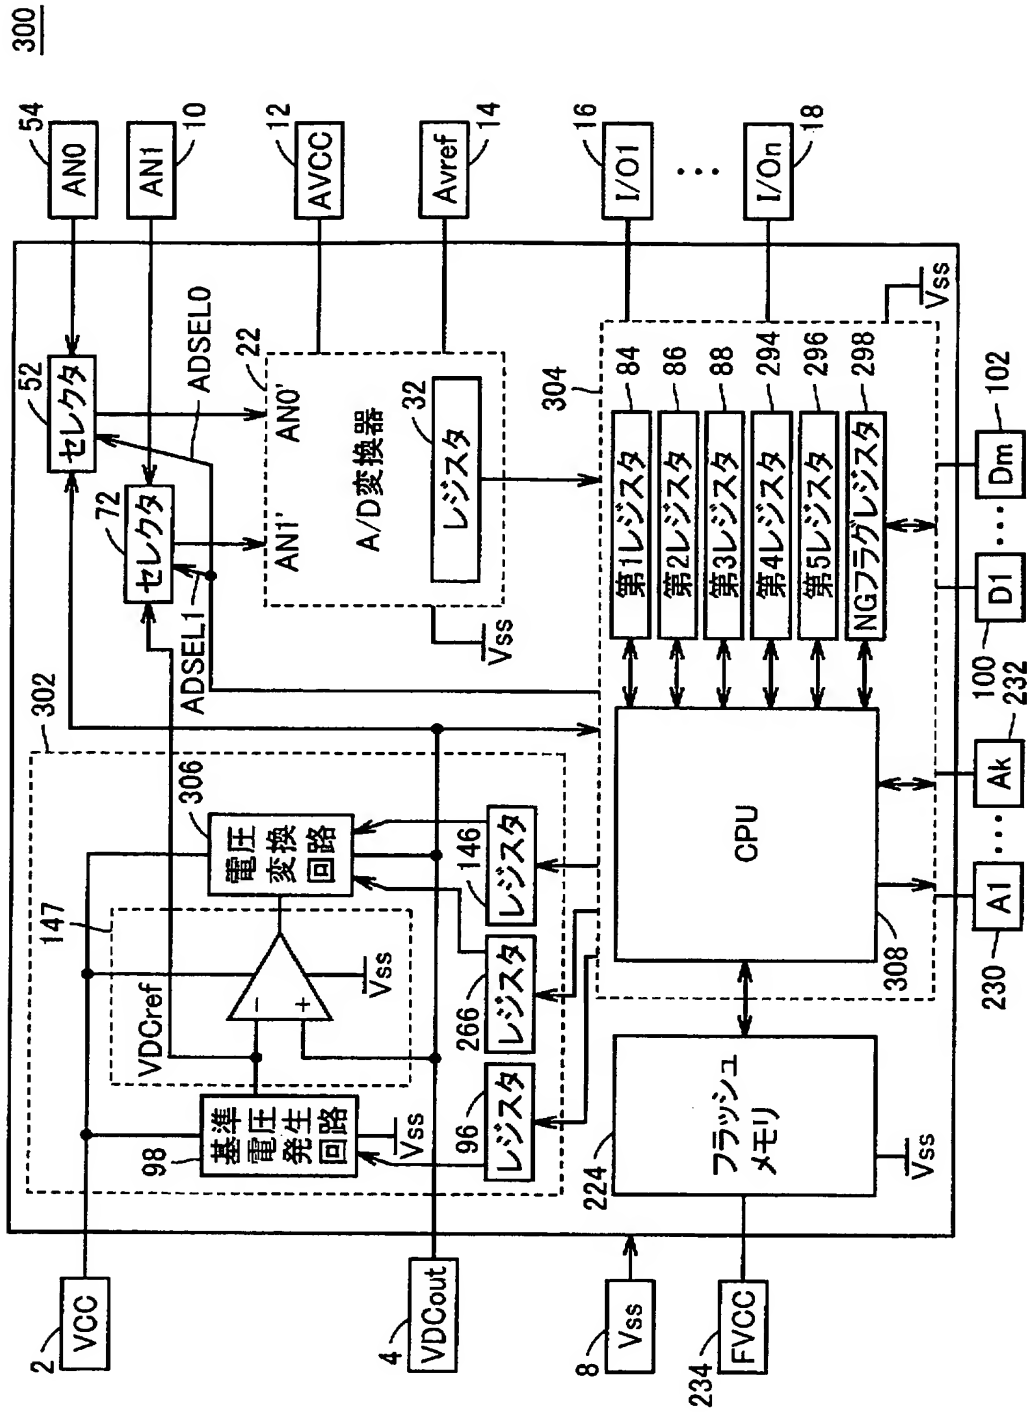 300
54
AN0
10
AN1
12
AVCC
14
Avref
16
I/O1
I/On
18
52
セレクタ
72
セレクタ
ADSEL0
ADSEL1
22
AN0'
AN1'
A/D変換器
32
レジスタ
Vss
304
第1レジスタ
84
第2レジスタ
86
第3レジスタ
88
第4レジスタ
294
第5レジスタ
296
NGフラグレジスタ
298
Vss
CPU
308
302
306
電圧
変換
回路
147
VDCref
−
+
Vss
98
基準
電圧
発生
回路
Vss
96
レジスタ
266
レジスタ
146
レジスタ
224
フラッシュ
メモリ
Vss
2
VCC
4
VDCout
8
Vss
234
FVCC
230
A1
Ak
232
100
D1
Dm
102